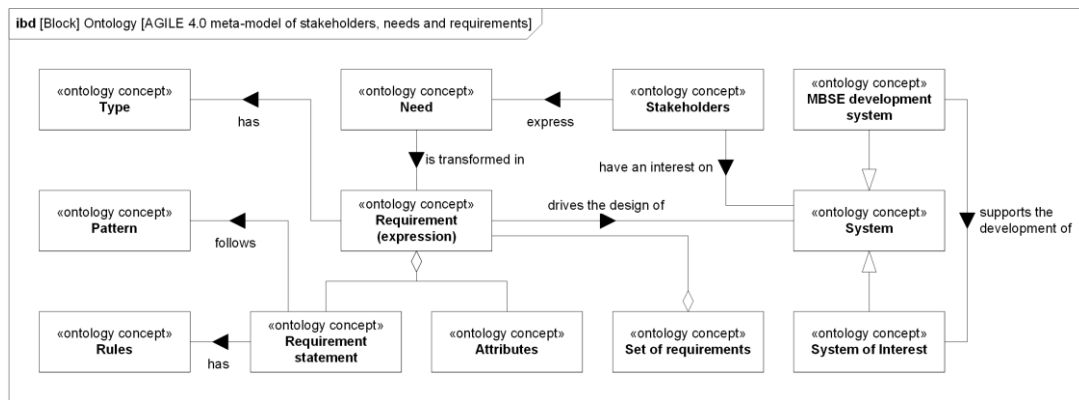 ibd [Block] Ontology [AGILE 4.0 meta-model of stakeholders, needs and requirements]
«ontology concept»
Type
has
«ontology concept»
Need
express
«ontology concept»
Stakeholders
«ontology concept»
MBSE development
system
is transformed in
have an interest on
«ontology concept»
Pattern
follows
«ontology concept»
Requirement
(expression)
drives the design of
«ontology concept»
System
supports the
development of
«ontology concept»
Rules
has
«ontology concept»
Requirement
statement
«ontology concept»
Attributes
«ontology concept»
Set of requirements
«ontology concept»
System of Interest